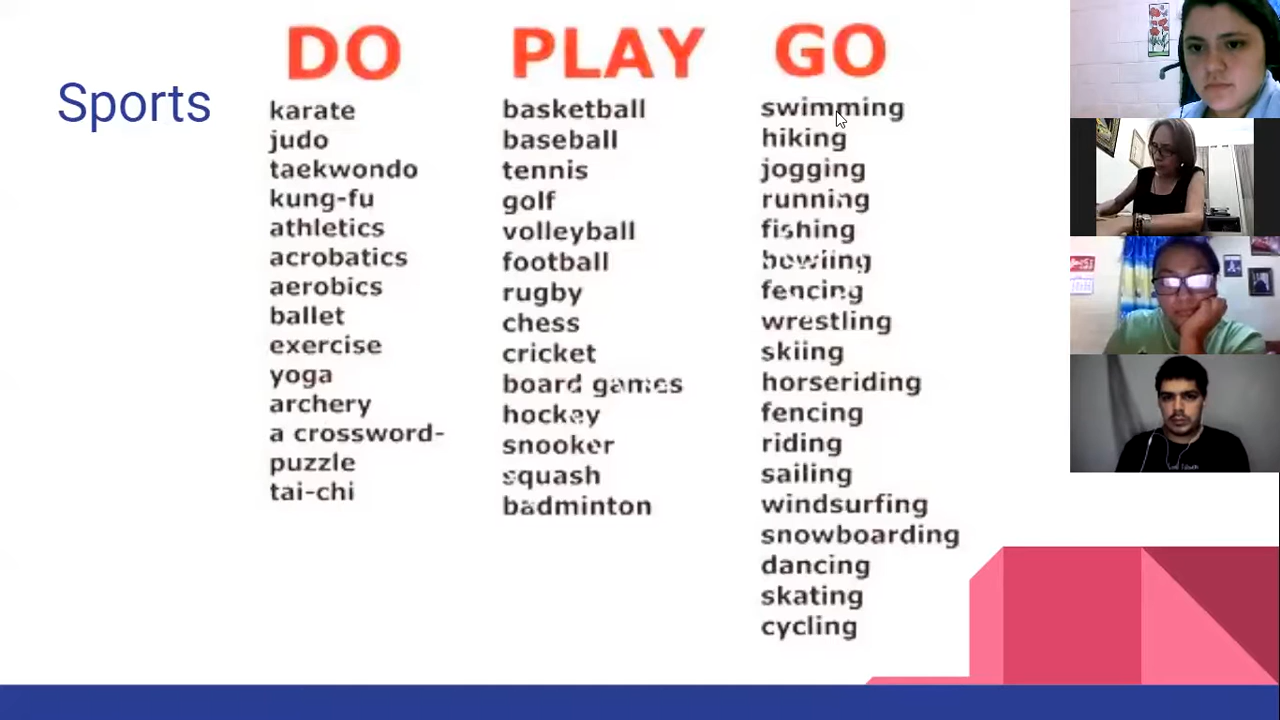 Sports
DO
karate
judo
taekwondo
kung-fu
athletics
acrobatics
aerobics
ballet
exercise
yoga
archery
a crossword-
puzzle
tai-chi
PLAY
basketball
baseball
tennis
golf
volleyball
football
rugby
chess
cricket
board games
hockey
snooker
squash
badminton
GO
swimming
hiking
jogging
running
fishing
bowling
fencing
wrestling
skiing
horseriding
fencing
riding
sailing
windsurfing
snowboarding
dancing
skating
cycling